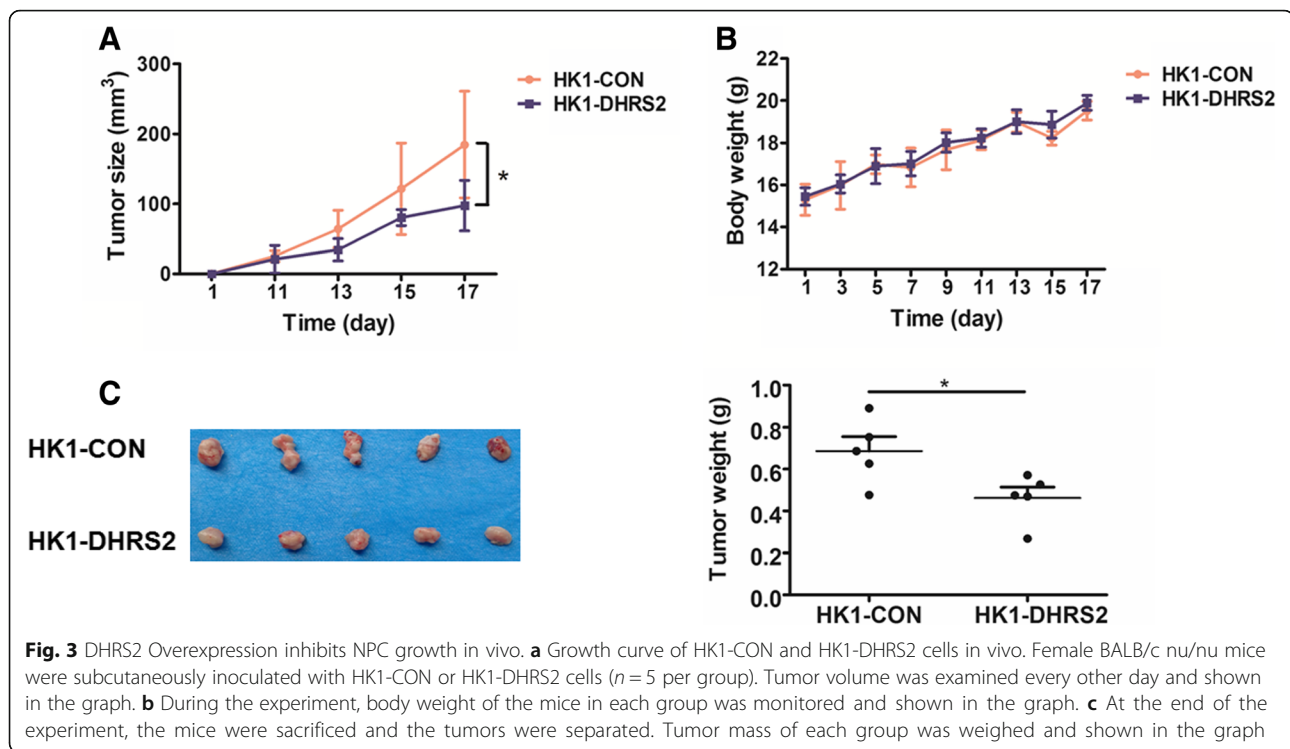 A
300
200
100
0
Tumor size (mm³)
1 11 13 15 17
Time (day)
HK1-CON
HK1-DHRS2
*
B
22
20
18
16
14
12
Body weight (g)
1 3 5 7 9 11 13 15 17
Time (day)
HK1-CON
HK1-DHRS2
C
HK1-CON
HK1-DHRS2
1.0
0.8
0.6
0.4
0.2
0.0
Tumor weight (g)
*
HK1-CON HK1-DHRS2
Fig. 3 DHRS2 Overexpression inhibits NPC growth in vivo. a Growth curve of HK1-CON and HK1-DHRS2 cells in vivo. Female BALB/c nu/nu mice
were subcutaneously inoculated with HK1-CON or HK1-DHRS2 cells (n = 5 per group). Tumor volume was examined every other day and shown
in the graph. b During the experiment, body weight of the mice in each group was monitored and shown in the graph. c At the end of the
experiment, the mice were sacrificed and the tumors were separated. Tumor mass of each group was weighed and shown in the graph